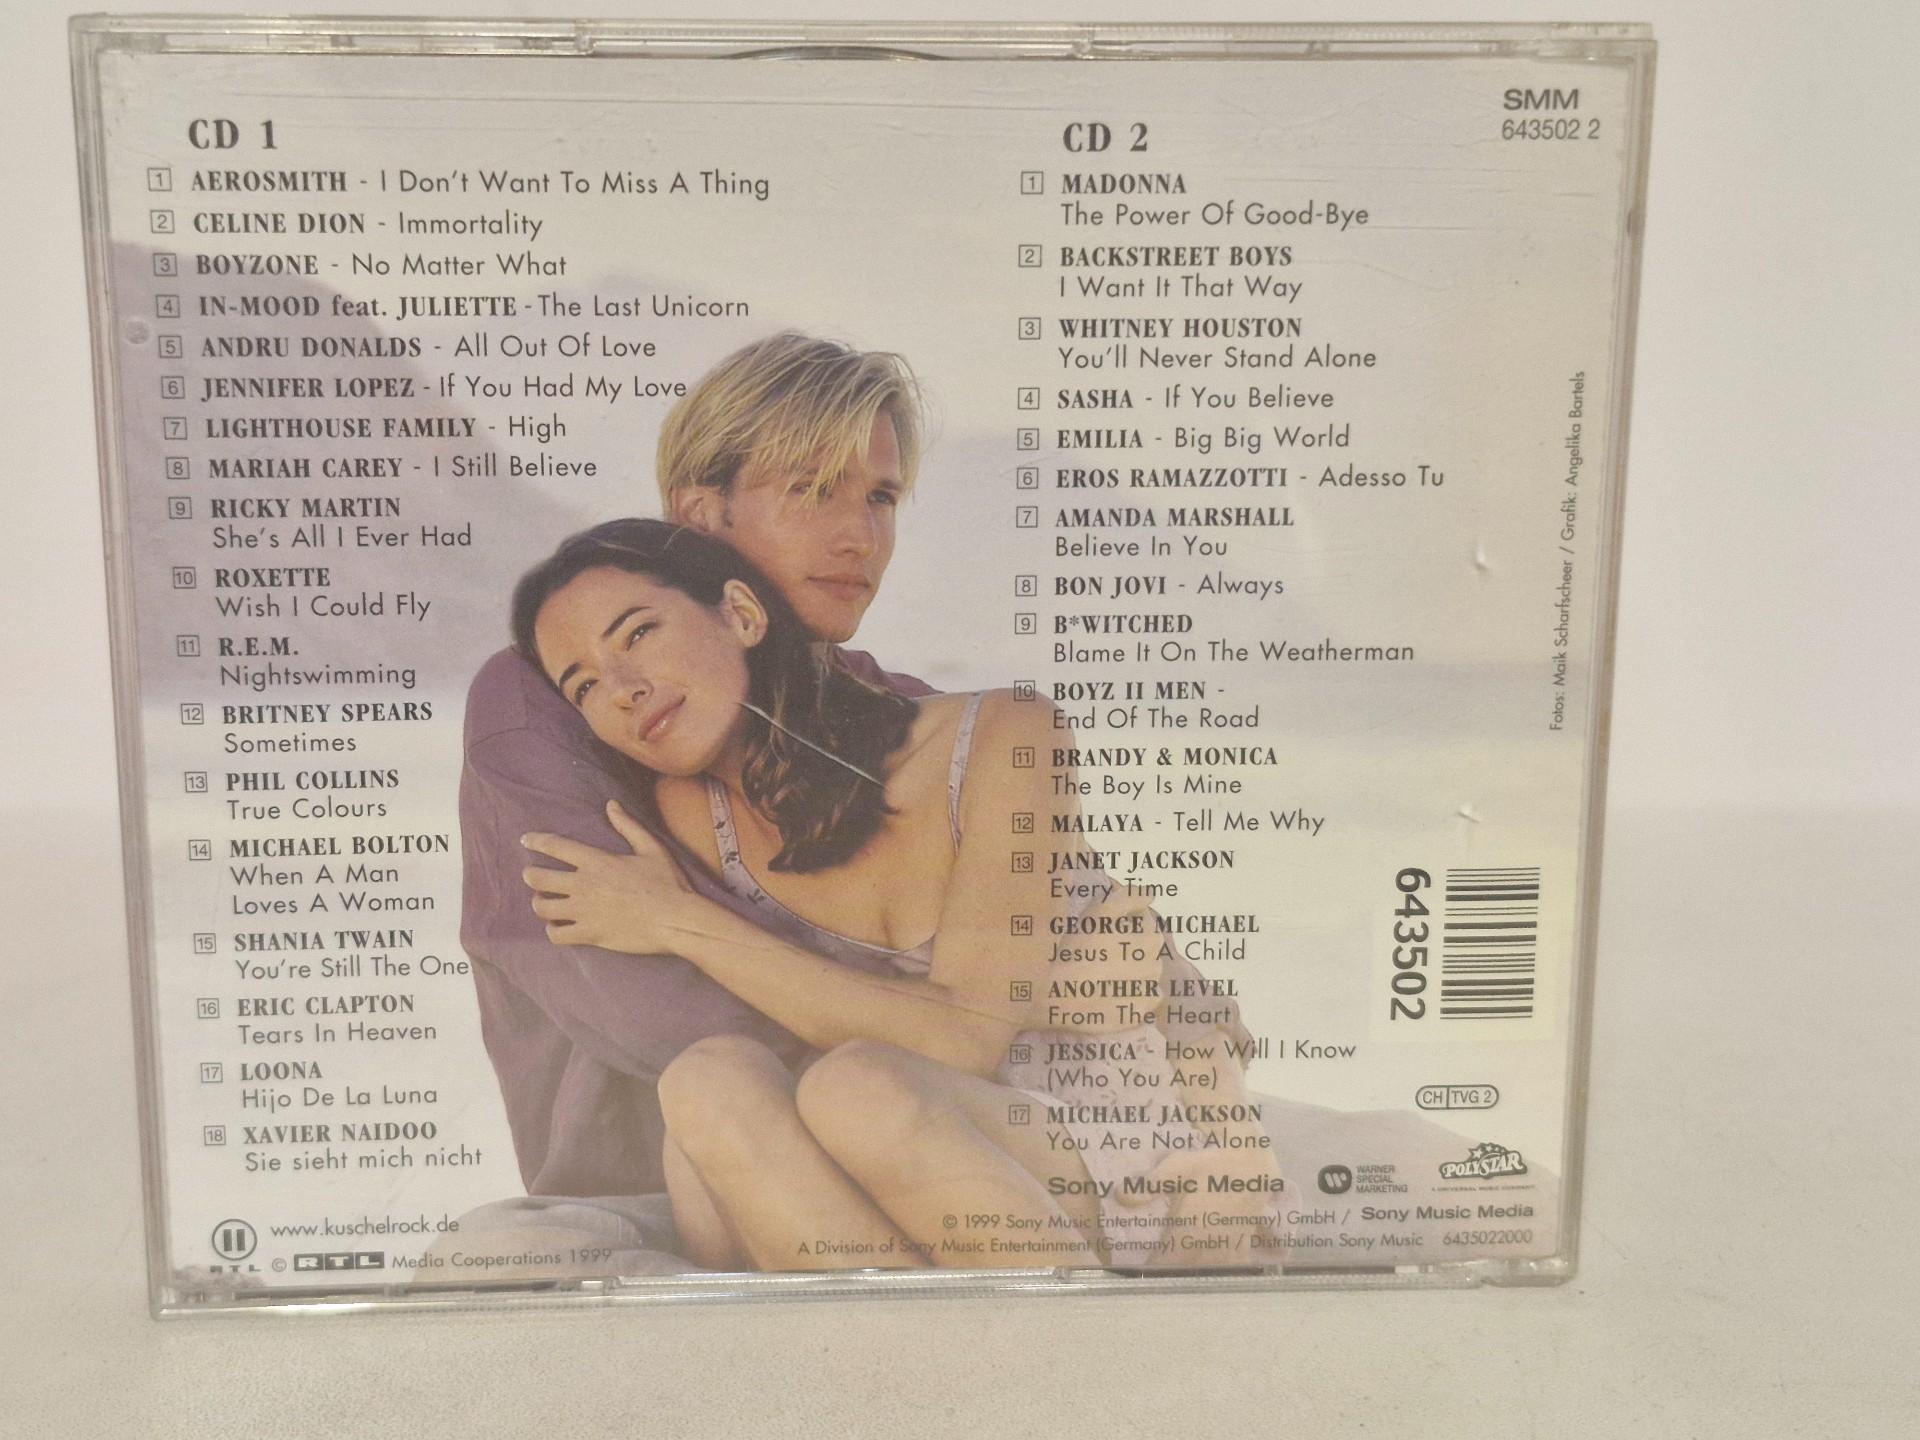 CD 1
1 AEROSMITH - I Don't Want To Miss A Thing
2 CELINE DION - Immortality
3 BOYZONE - No Matter What
4 IN-MOOD feat. JULIETTE - The Last Unicorn
5 ANDRU DONALDS - All Out Of Love
6 JENNIFER LOPEZ - If You Had My Love
7 LIGHTHOUSE FAMILY - High
8 MARIAH CAREY - I Still Believe
9 RICKY MARTIN
She's All I Ever Had
10 ROXETTE
Wish I Could Fly
11 R.E.M.
Nightswimming
12 BRITNEY SPEARS
Sometimes
13 PHIL COLLINS
True Colours
14 MICHAEL BOLTON
When A Man
Loves A Woman
15 SHANIA TWAIN
You're Still The One
16 ERIC CLAPTON
Tears In Heaven
17 LOONA
Hijo De La Luna
18 XAVIER NAIDOO
Sie sieht mich nicht
CD 2
1 MADONNA
The Power Of Good-Bye
2 BACKSTREET BOYS
I Want It That Way
3 WHITNEY HOUSTON
You'll Never Stand Alone
4 SASHA - If You Believe
5 EMILIA - Big Big World
6 EROS RAMAZZOTTI - Adesso Tu
7 AMANDA MARSHALL
Believe In You
8 BON JOVI - Always
9 B*WITCHED
Blame It On The Weatherman
10 BOYZ II MEN -
End Of The Road
11 BRANDY & MONICA
The Boy Is Mine
12 MALAYA - Tell Me Why
13 JANET JACKSON
Every Time
14 GEORGE MICHAEL
Jesus To A Child
15 ANOTHER LEVEL
From The Heart
16 JESSICA - How Will I Know
(Who You Are)
17 MICHAEL JACKSON
You Are Not Alone
SMM
643502 2
Fotos: Maik Scharfscheer / Grafik: Angelika Bartels
643502
CH TVG 2
Sony Music Media
WARNER
SPECIAL
MARKETING
POLYSTAR
A UNIVERSAL MUSIC COMPANY
© 1999 Sony Music Entertainment (Germany) GmbH / Sony Music Media
A Division of Sony Music Entertainment (Germany) GmbH / Distribution Sony Music 6435022000
www.kuschelrock.de
RTL © RTL Media Cooperations 1999